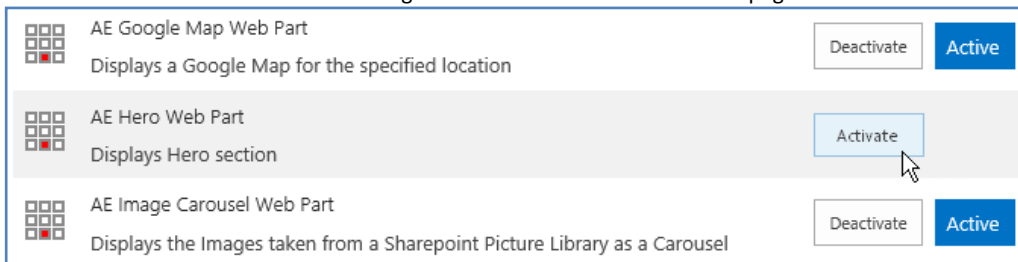 AE Google Map Web Part
Deactivate Active
Displays a Google Map for the specified location
AE Hero Web Part
Activate
Displays Hero section
AE Image Carousel Web Part
Deactivate Active
Displays the Images taken from a Sharepoint Picture Library as a Carousel